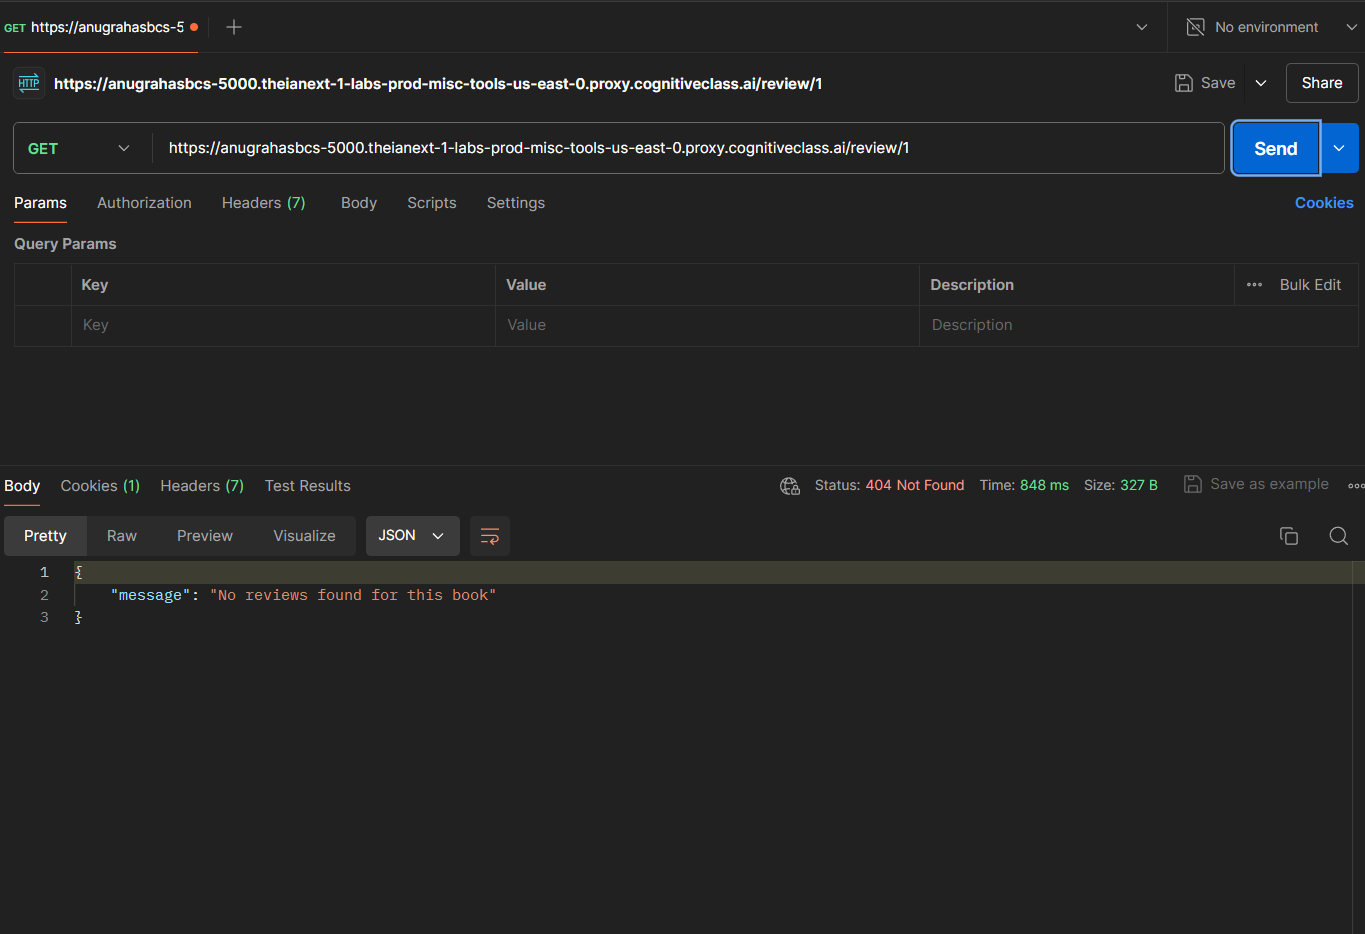 GET https://anugrahasbcs-5
No environment
HTTP https://anugrahasbcs-5000.theianext-1-labs-prod-misc-tools-us-east-0.proxy.cognitiveclass.ai/review/1
Save
Share
GET
https://anugrahasbcs-5000.theianext-1-labs-prod-misc-tools-us-east-0.proxy.cognitiveclass.ai/review/1
Send
Params Authorization Headers (7) Body Scripts Settings Cookies
Query Params
Key Value Description Bulk Edit
Key Value Description
Body Cookies (1) Headers (7) Test Results Status: 404 Not Found Time: 848 ms Size: 327 B Save as example
Pretty Raw Preview Visualize JSON
1 {
2 "message": "No reviews found for this book"
3 }